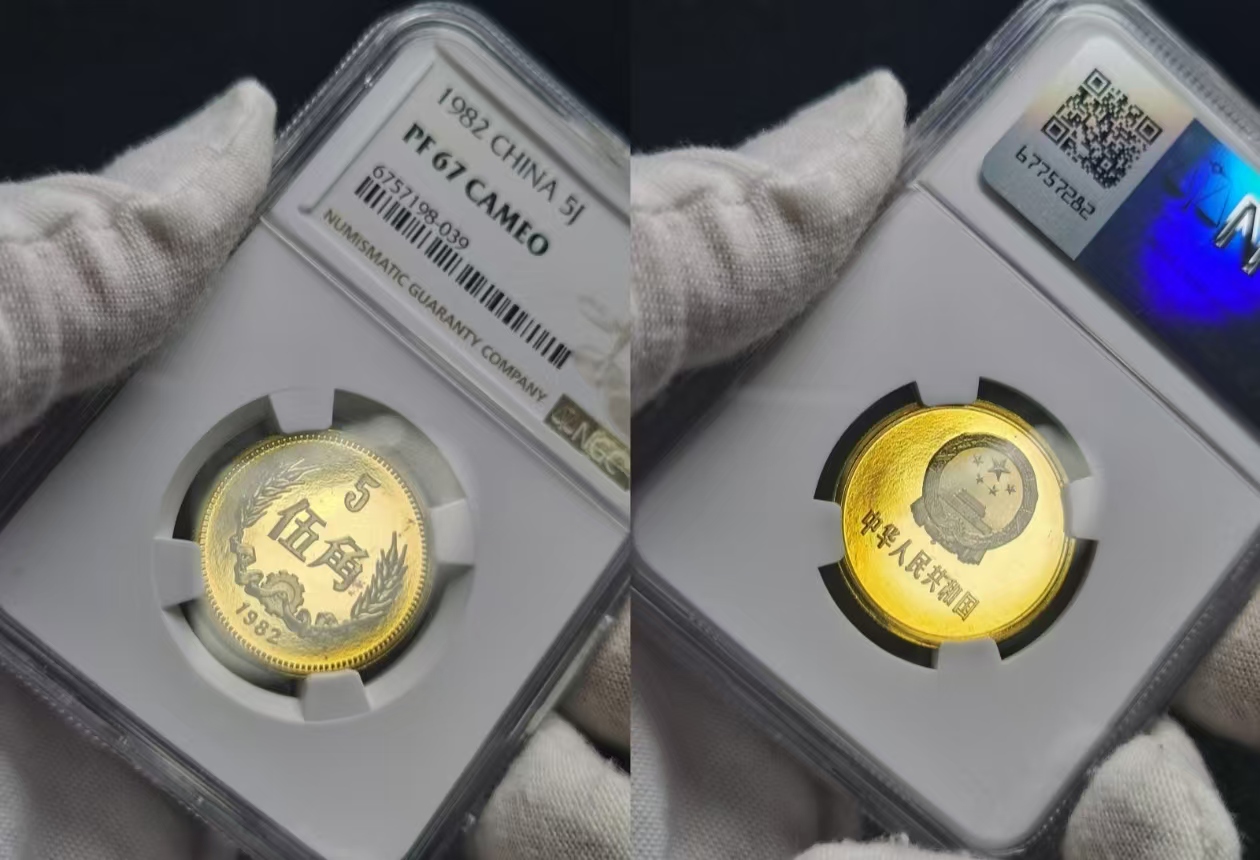 1982 CHINA 5J
PF 67 CAMEO
6757198-039
NUMISMATIC GUARANTY COMPANY
NGC
5
伍角
1982
67757282
N
中华人民共和国